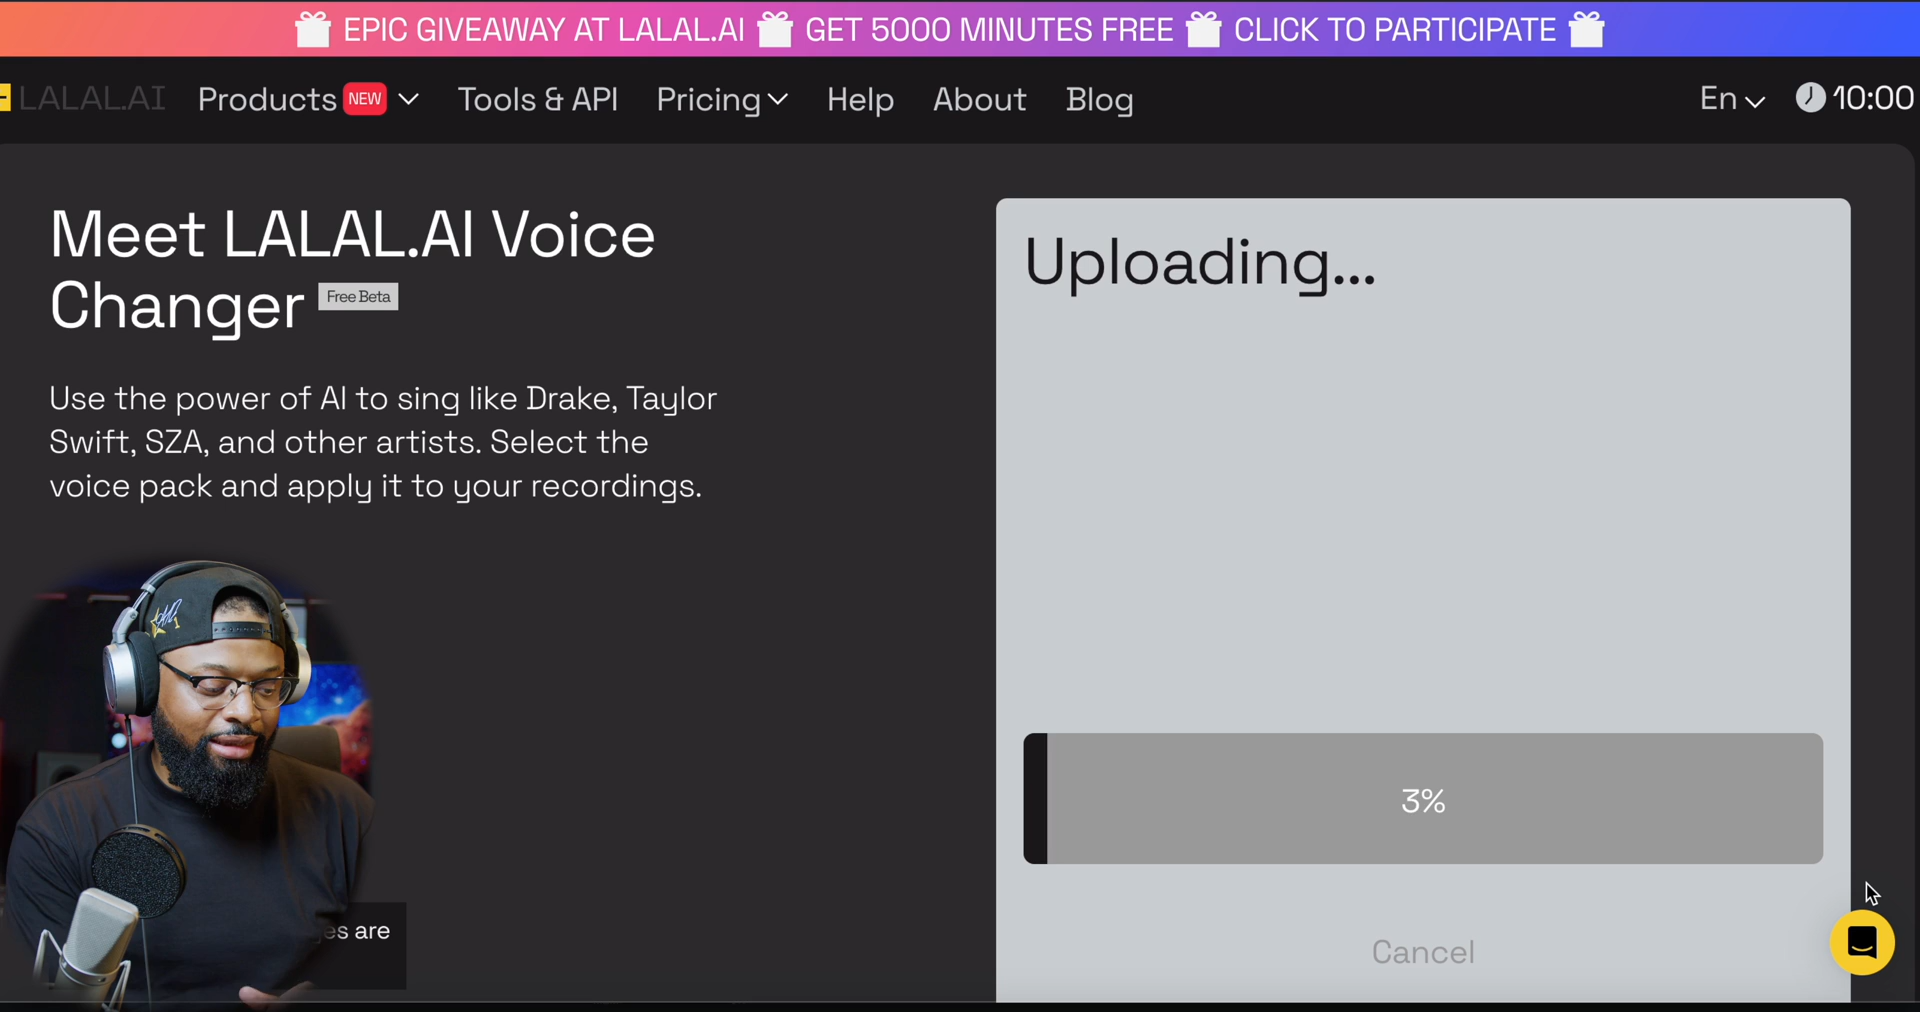 EPIC GIVEAWAY AT LALAL.AI GET 5000 MINUTES FREE CLICK TO PARTICIPATE
LALAL.AI Products NEW Tools & API Pricing Help About Blog En 10:00
Meet LALAL.AI Voice
Changer Free Beta
Use the power of AI to sing like Drake, Taylor
Swift, SZA, and other artists. Select the
voice pack and apply it to your recordings.
Uploading...
3%
Cancel
are